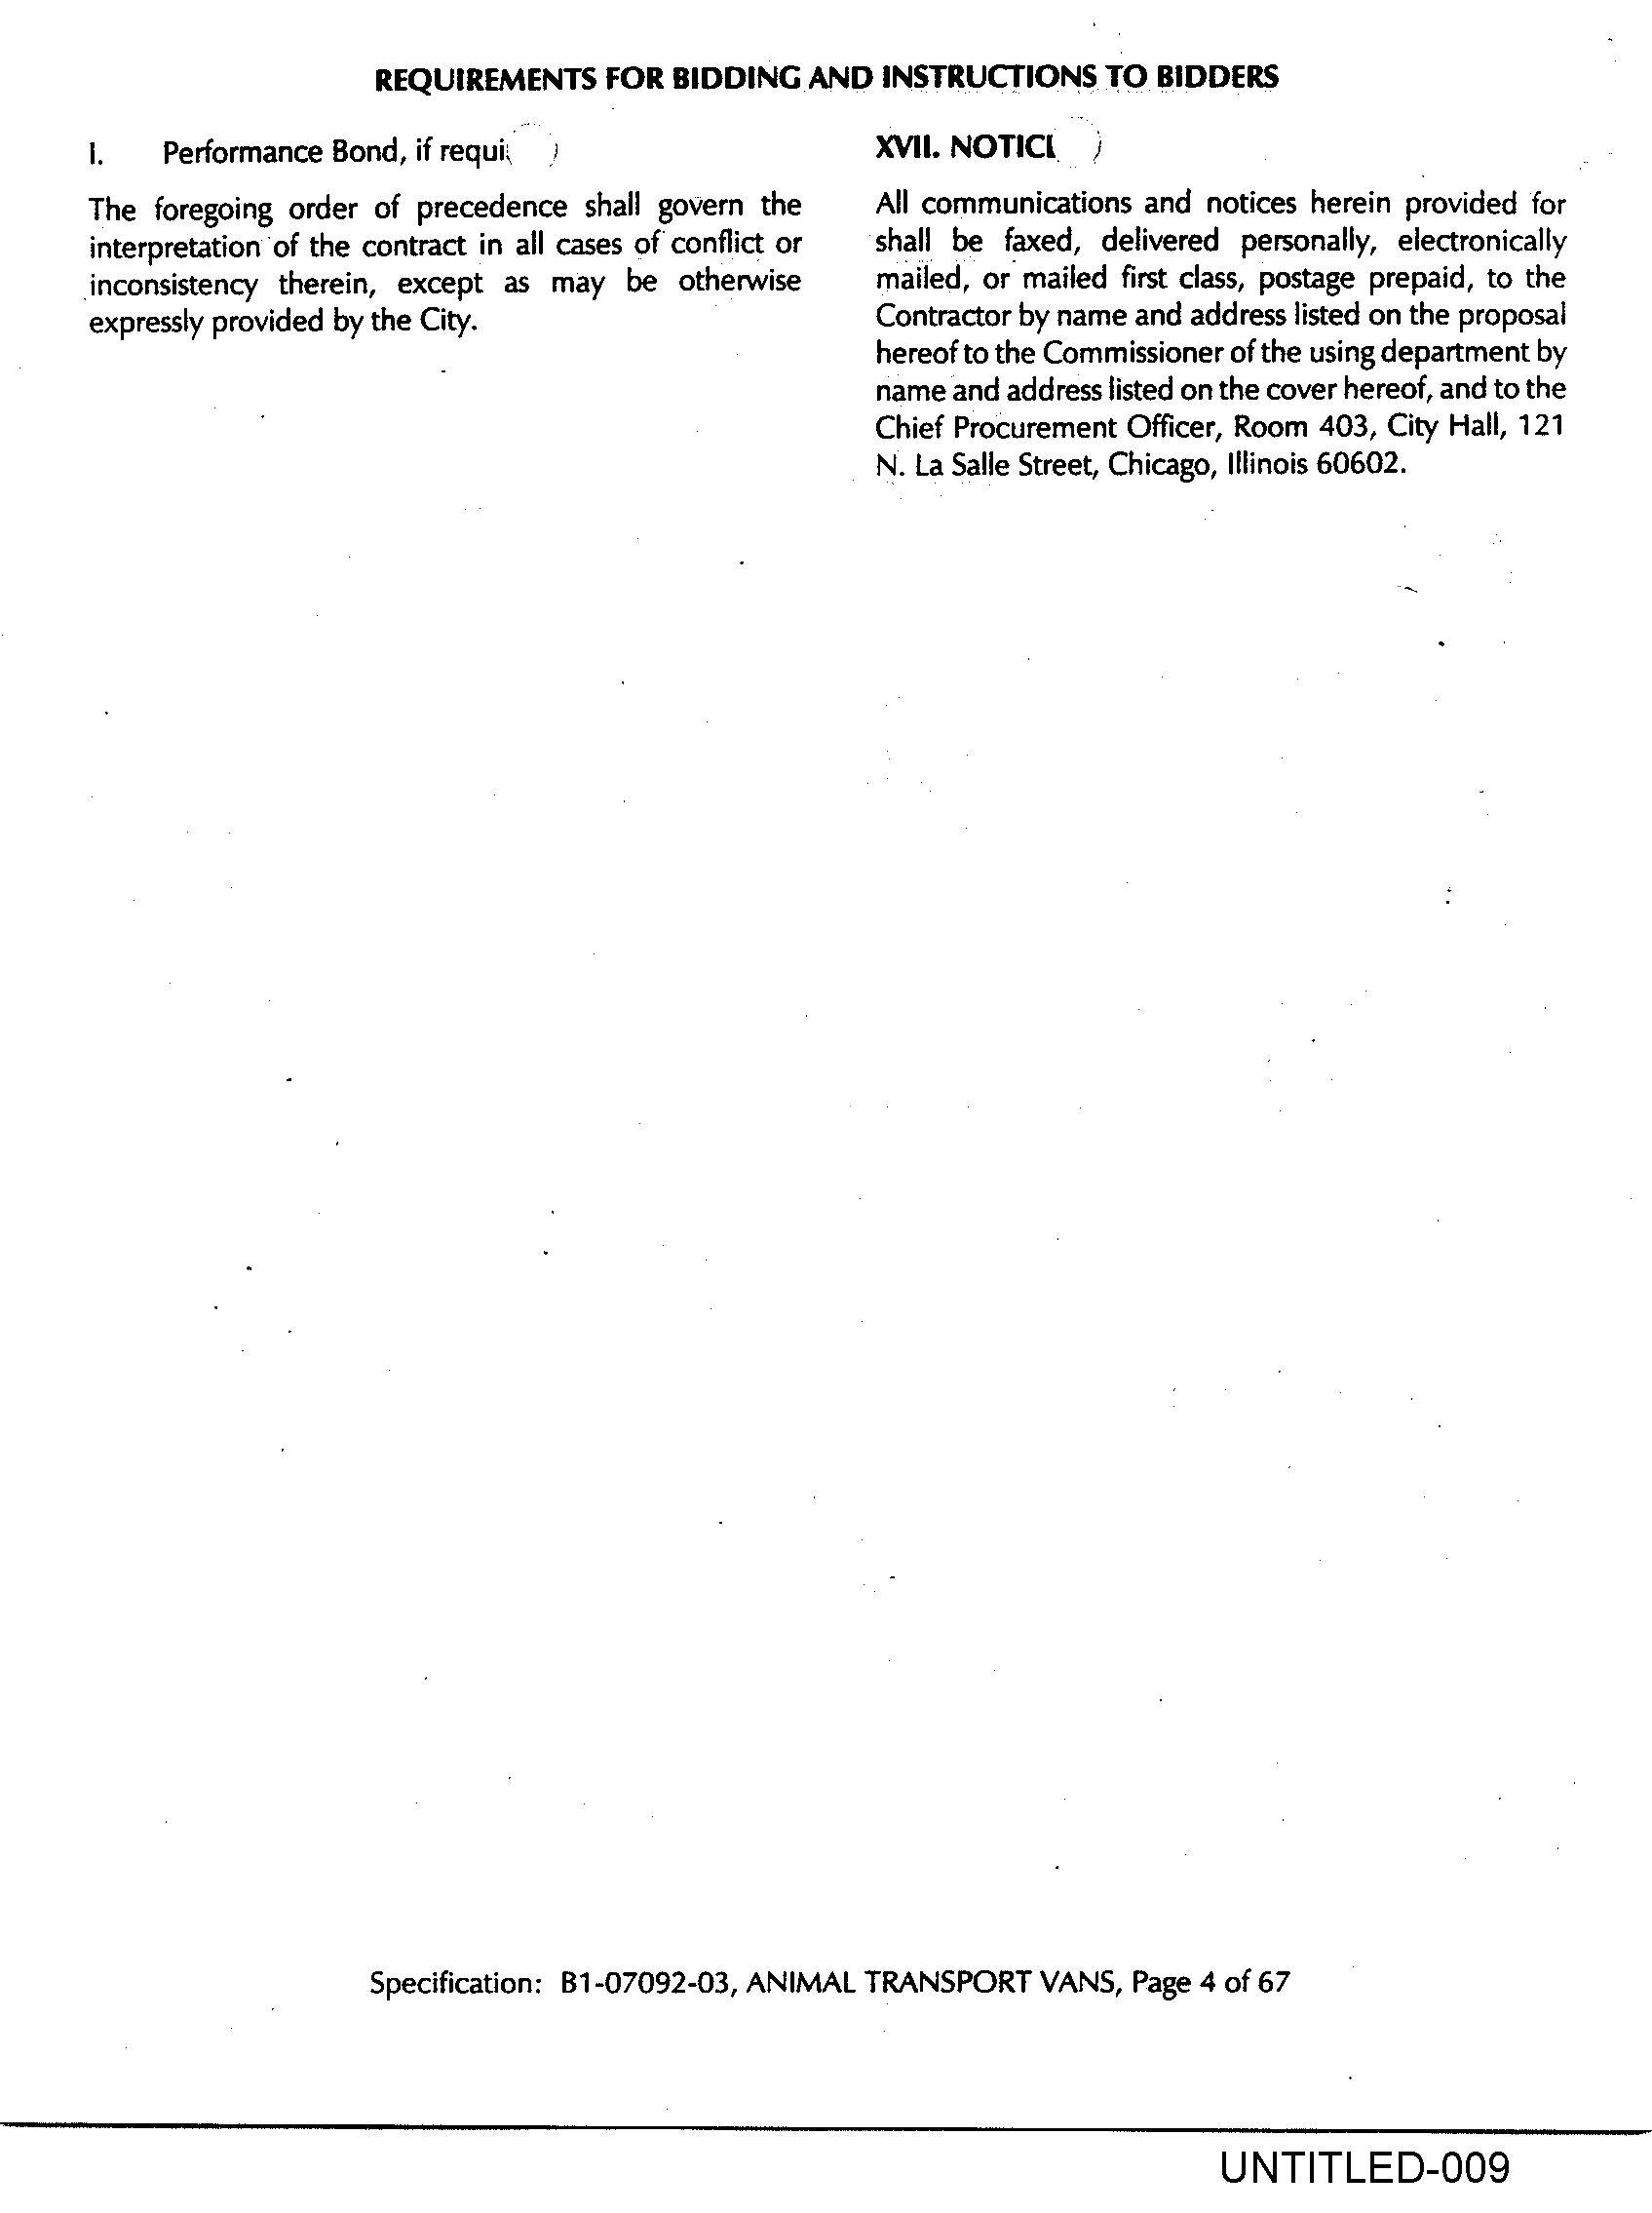 REQUIREMENTS FOR BIDDING AND INSTRUCTIONS TO BIDDERS
I. Performance Bond, if
The foregoing order of precedence shall govern the
interpretation of the contract in all cases of conflict or
inconsistency therein, except as may be otherwise
expressly provided by the City.
XVII.
All communications and notices herein provided for
shall be faxed, delivered personally, electronically
mailed, or mailed first class, postage prepaid, to the
Contractor by name and address listed on the proposal
hereof to the Commissioner of the using department by
name and address listed on the cover hereof, and to the
Chief Procurement Officer, Room 403, City Hall, 121
N. La Salle Street, Chicago, Illinois 60602.
Specification: B1-07092-03, ANIMAL TRANSPORT VANS, Page 4 of 67
UNTITLED-009